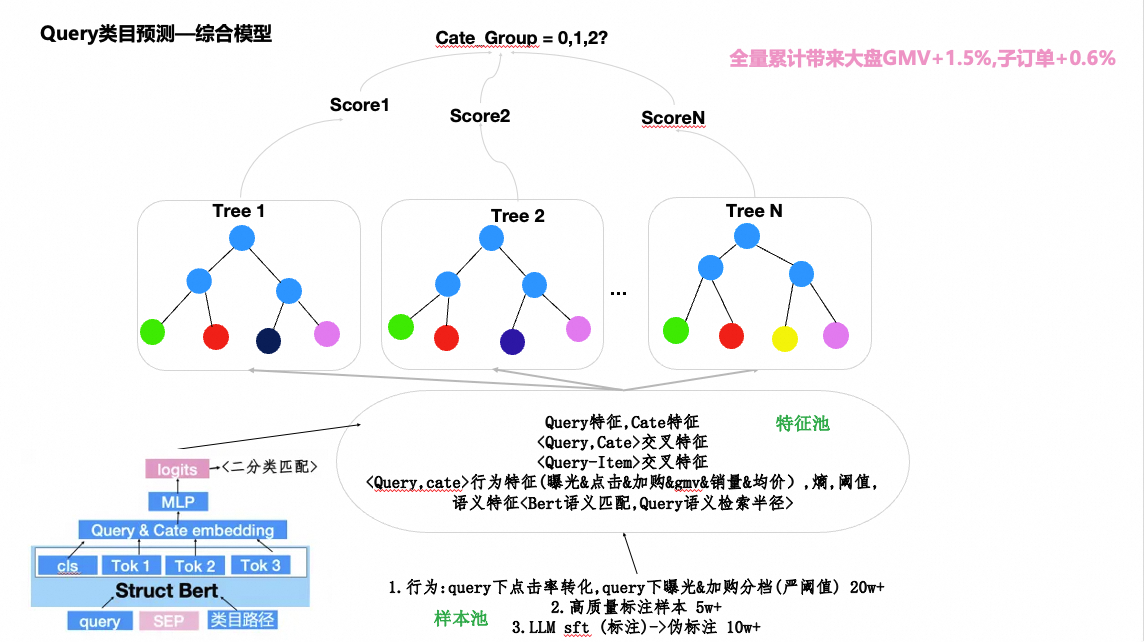 Query类目预测—综合模型
Cate_Group = 0,1,2?
全量累计带来大盘GMV+1.5%,子订单+0.6%
Score1
Score2
ScoreN
Tree 1
Tree 2
Tree N
...
Query特征,Cate特征
特征池
<Query,Cate>交叉特征
<Query-Item>交叉特征
<Query,cate>行为特征(曝光&点击&加购&gmv&销量&均价）,熵,阈值,
语义特征<Bert语义匹配,Query语义检索半径>
logits
<二分类匹配>
MLP
Query & Cate embedding
cls
Tok 1
Tok 2
Tok 3
Struct Bert
query
SEP
类目路径
1.行为:query下点击率转化,query下曝光&加购分档(严阈值) 20w+
2.高质量标注样本 5w+
样本池
3.LLM sft (标注)->伪标注 10w+